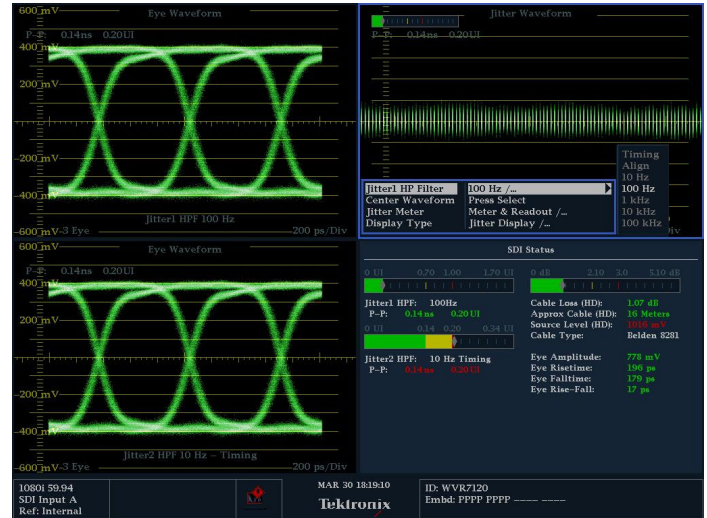 Eye Waveform
600 mV
P-P: 0.14ns 0.20UI
400 mV
200 mV
-200 mV
-400 mV
Jitter1 HPF 100 Hz
-600 mV-3 Eye
200 ps/Div
Jitter Waveform
P-P: 0.14ns 0.20UI
Jitter1 HP Filter 100 Hz /...
Center Waveform Press Select
Jitter Meter Meter & Readout /...
Display Type Jitter Display /...
Timing
Align
10 Hz
100 Hz
1 kHz
10 kHz
100 kHz
Div
600 mV
Eye Waveform
P-P: 0.14ns 0.20UI
400 mV
200 mV
-200 mV
-400 mV
Jitter2 HPF 10 Hz - Timing
-600 mV-3 Eye
200 ps/Div
SDI Status
0 UI 0.70 1.00 1.70 UI
Jitter1 HPF: 100Hz
P-P: 0.14ns 0.20UI
0 UI 0.14 0.20 0.34 UI
Jitter2 HPF: 10 Hz Timing
P-P: 0.14ns 0.20UI
0 dB 2.10 3.0 5.10 dB
Cable Loss (HD): 1.07 dB
Approx Cable (HD): 16 Meters
Source Level (HD): 1016 mV
Cable Type: Belden 8281
Eye Amplitude: 778 mV
Eye Risetime: 196 ps
Eye Falltime: 179 ps
Eye Rise-Fall: 17 ps
1080i 59.94
SDI Input A
Ref: Internal
MAR 30 18:19:10
Tektronix
ID: WVR7120
Embd: PPPP PPPP ---- ----